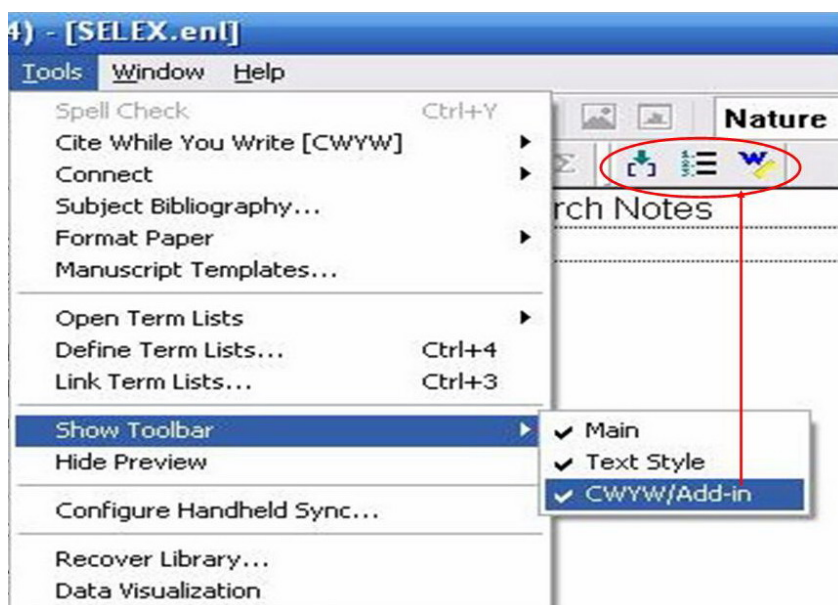 4) - [SELEX.enl]
Tools Window Help
Spell Check Ctrl+Y
Nature
Cite While You Write [CWYW]
Σ
Connect
Subject Bibliography...
rch Notes
Format Paper
Manuscript Templates...
Open Term Lists
Define Term Lists... Ctrl+4
Link Term Lists... Ctrl+3
Show Toolbar
Main
Hide Preview
Text Style
CWYW/Add-in
Configure Handheld Sync...
Recover Library...
Data Visualization